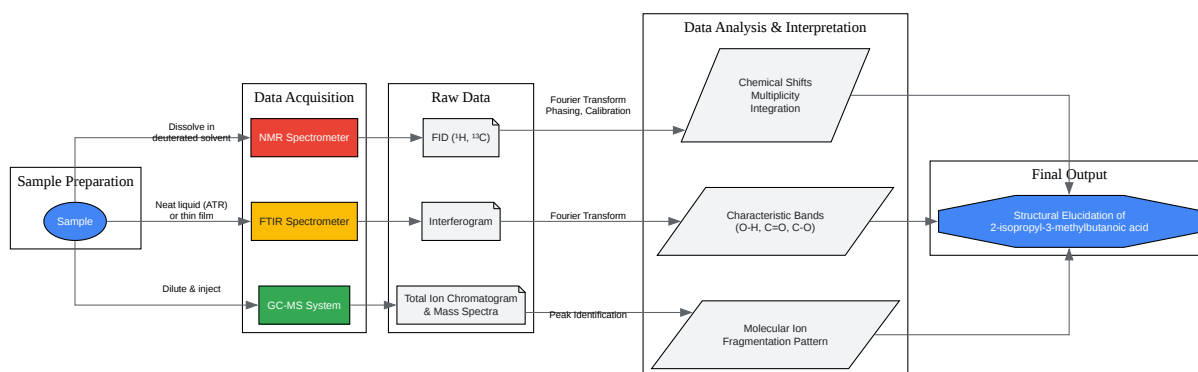 Sample Preparation
Sample
Dissolve in
deuterated solvent
Neat liquid (ATR)
or thin film
Dilute & inject
Data Acquisition
NMR Spectrometer
FTIR Spectrometer
GC-MS System
Raw Data
FID (¹H, ¹³C)
Interferogram
Total Ion Chromatogram
& Mass Spectra
Fourier Transform
Phasing, Calibration
Fourier Transform
Peak Identification
Data Analysis & Interpretation
Chemical Shifts
Multiplicity
Integration
Characteristic Bands
(O-H, C=O, C-O)
Molecular Ion
Fragmentation Pattern
Final Output
Structural Elucidation of
2-isopropyl-3-methylbutanoic acid